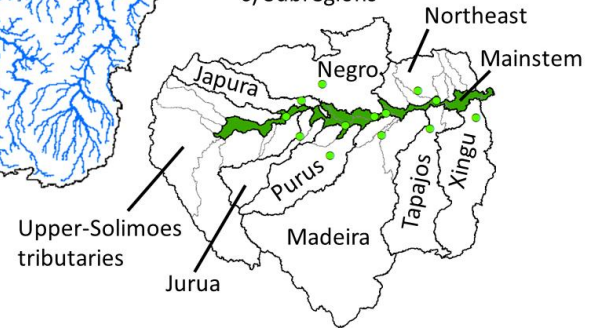 c) Subregions
Northeast
Mainstem
Negro
Japura
Purus
Tapajos
Xingu
Madeira
Upper-Solimoes
tributaries
Jurua